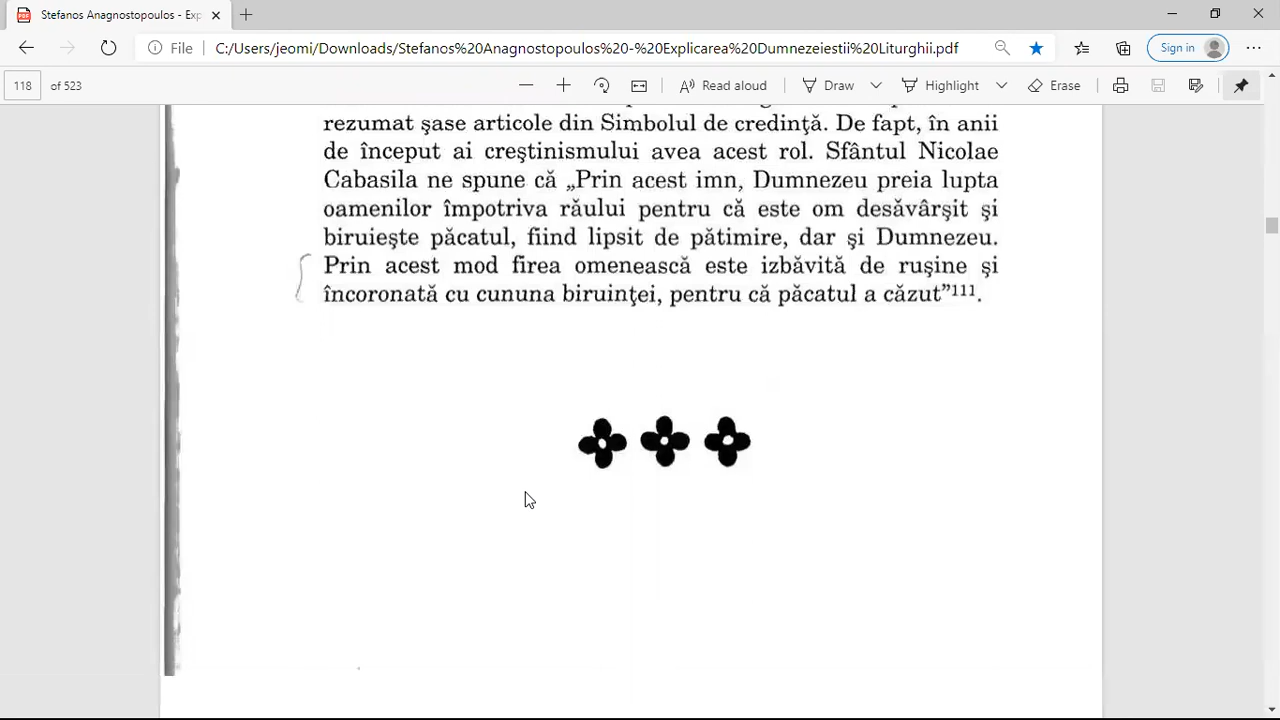 Stefanos Anagnostopoulos - Exp
File
C:/Users/jeomi/Downloads/Stefanos%20Anagnostopoulos%20-%20Explicarea%20Dumnezeiestii%20Liturghii.pdf
Sign in
118 of 523
Read aloud
Draw
Highlight
Erase
rezumat şase articole din Simbolul de credinţă. De fapt, în anii
de început ai creştinismului avea acest rol. Sfântul Nicolae
Cabasila ne spune că „Prin acest imn, Dumnezeu preia lupta
oamenilor împotriva răului pentru că este om desăvârşit şi
biruieşte păcatul, fiind lipsit de pătimire, dar şi Dumnezeu.
Prin acest mod firea omenească este izbăvită de ruşine şi
încoronată cu cununa biruinţei, pentru că păcatul a căzut”¹¹¹.